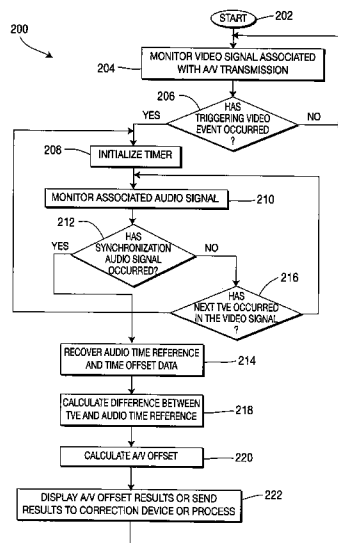 200
START
202
MONITOR VIDEO SIGNAL ASSOCIATED
WITH A/V TRANSMISSION
204
206
HAS
TRIGGERING VIDEO
EVENT OCCURRED
?
YES
NO
208
INITIALIZE TIMER
MONITOR ASSOCIATED AUDIO SIGNAL
210
212
HAS
SYNCHRONIZATION
AUDIO SIGNAL
OCCURRED?
YES
NO
216
HAS
NEXT TVE OCCURRED
IN THE VIDEO SIGNAL
?
RECOVER AUDIO TIME REFERENCE
AND TIME OFFSET DATA
214
CALCULATE DIFFERENCE BETWEEN
TVE AND AUDIO TIME REFERENCE
218
CALCULATE A/V OFFSET
220
DISPLAY A/V OFFSET RESULTS OR SEND
RESULTS TO CORRECTION DEVICE OR PROCESS
222